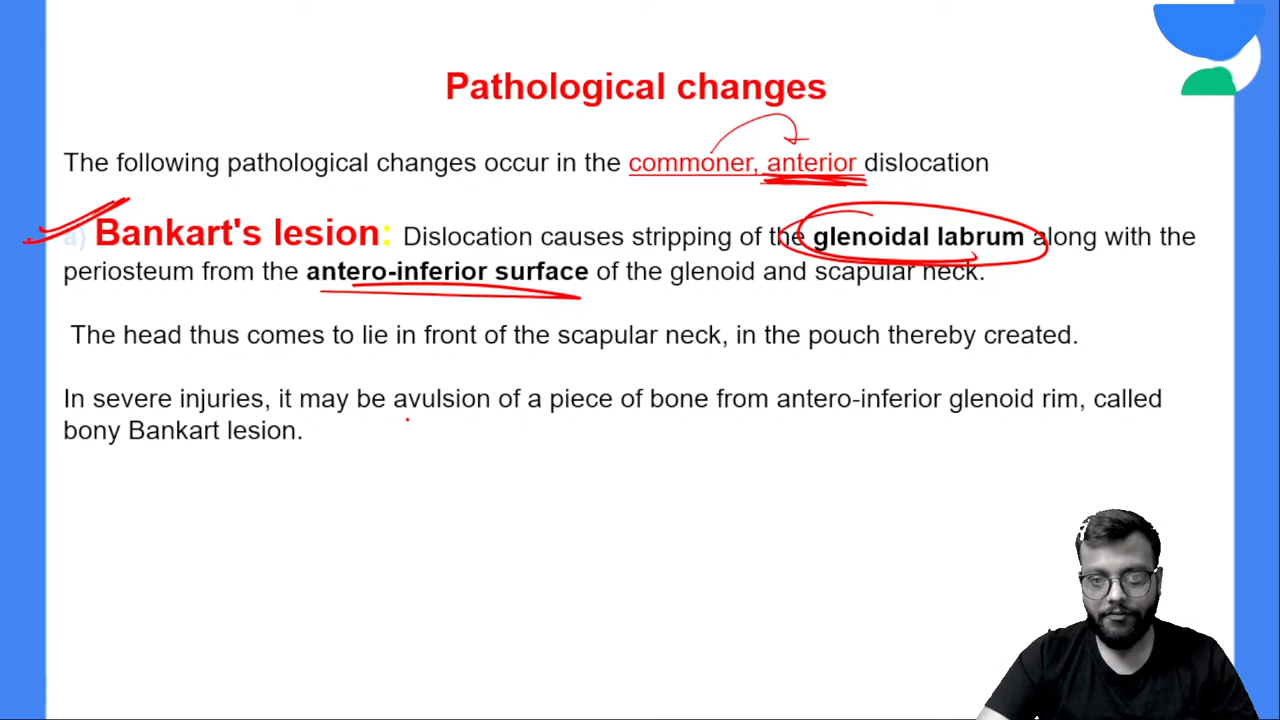 Pathological changes
The following pathological changes occur in the commoner, anterior dislocation
a) Bankart's lesion: Dislocation causes stripping of the glenoidal labrum along with the
periosteum from the antero-inferior surface of the glenoid and scapular neck.
The head thus comes to lie in front of the scapular neck, in the pouch thereby created.
In severe injuries, it may be avulsion of a piece of bone from antero-inferior glenoid rim, called
bony Bankart lesion.